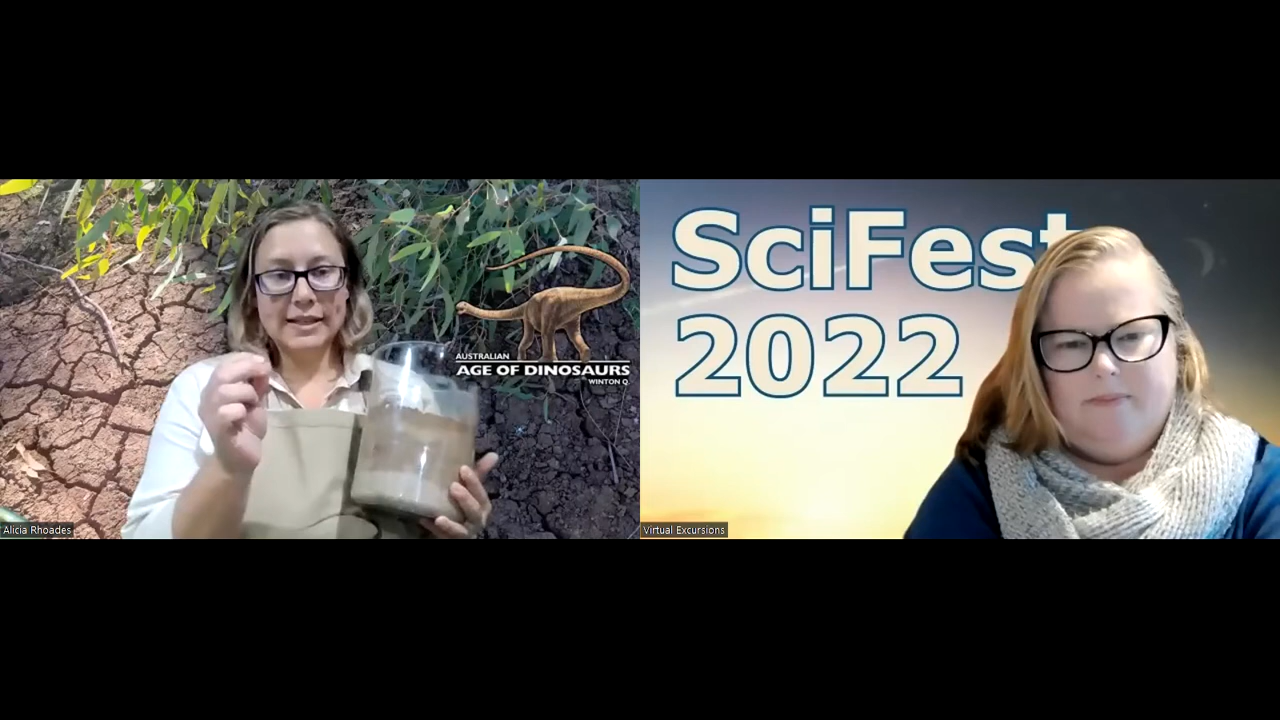 AUSTRALIAN
AGE OF DINOSAURS
WINTON Q.
Alicia Rhoades
SciFest
2022
Virtual Excursions